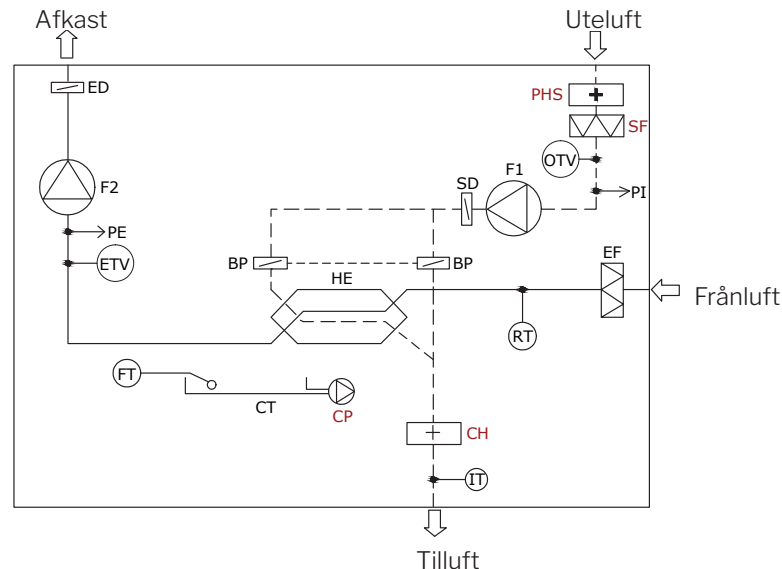 Afkast
Uteluft
ED
PHS
SF
OTV
F1
SD
F2
PI
PE
ETV
BP
BP
EF
HE
Frånluft
RT
FT
CT
CP
CH
IT
Tilluft